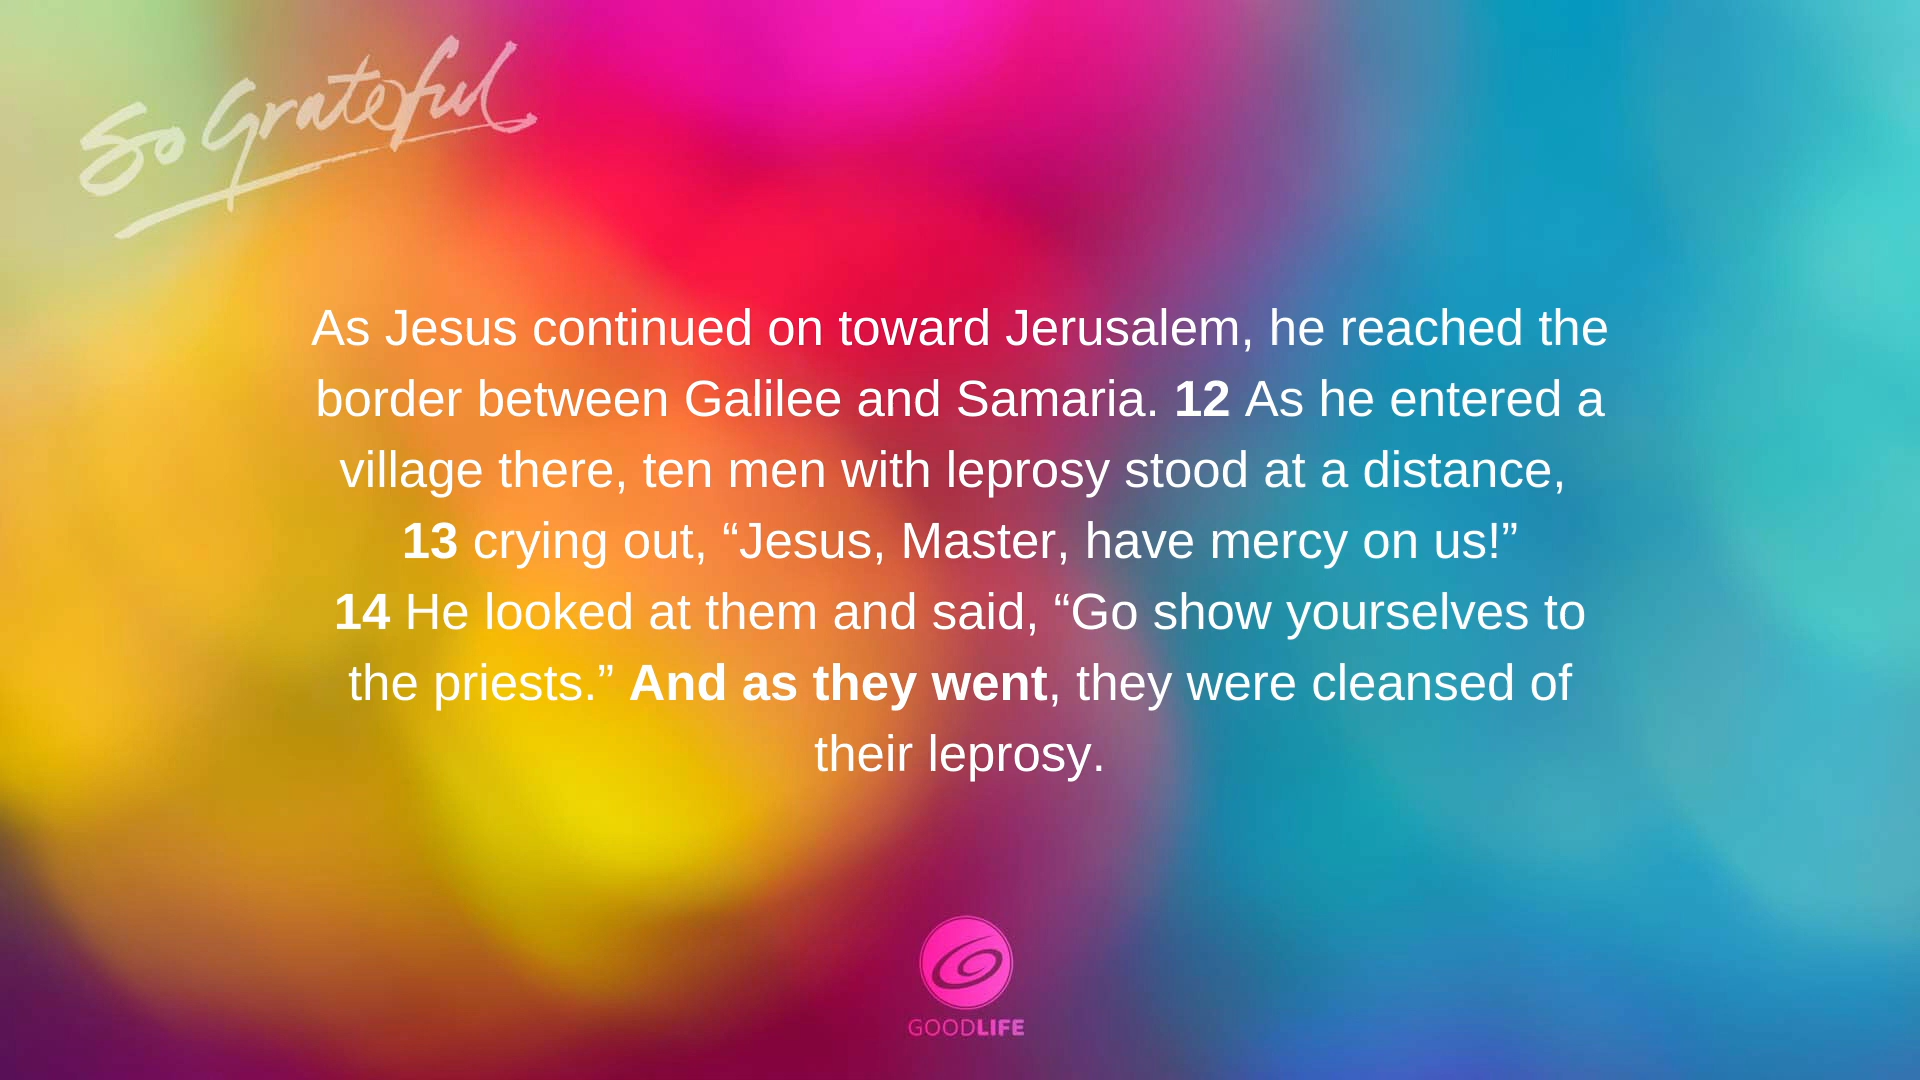 So Grateful
As Jesus continued on toward Jerusalem, he reached the
border between Galilee and Samaria. 12 As he entered a
village there, ten men with leprosy stood at a distance,
13 crying out, “Jesus, Master, have mercy on us!”
14 He looked at them and said, “Go show yourselves to
the priests.” And as they went, they were cleansed of
their leprosy.
GOODLIFE